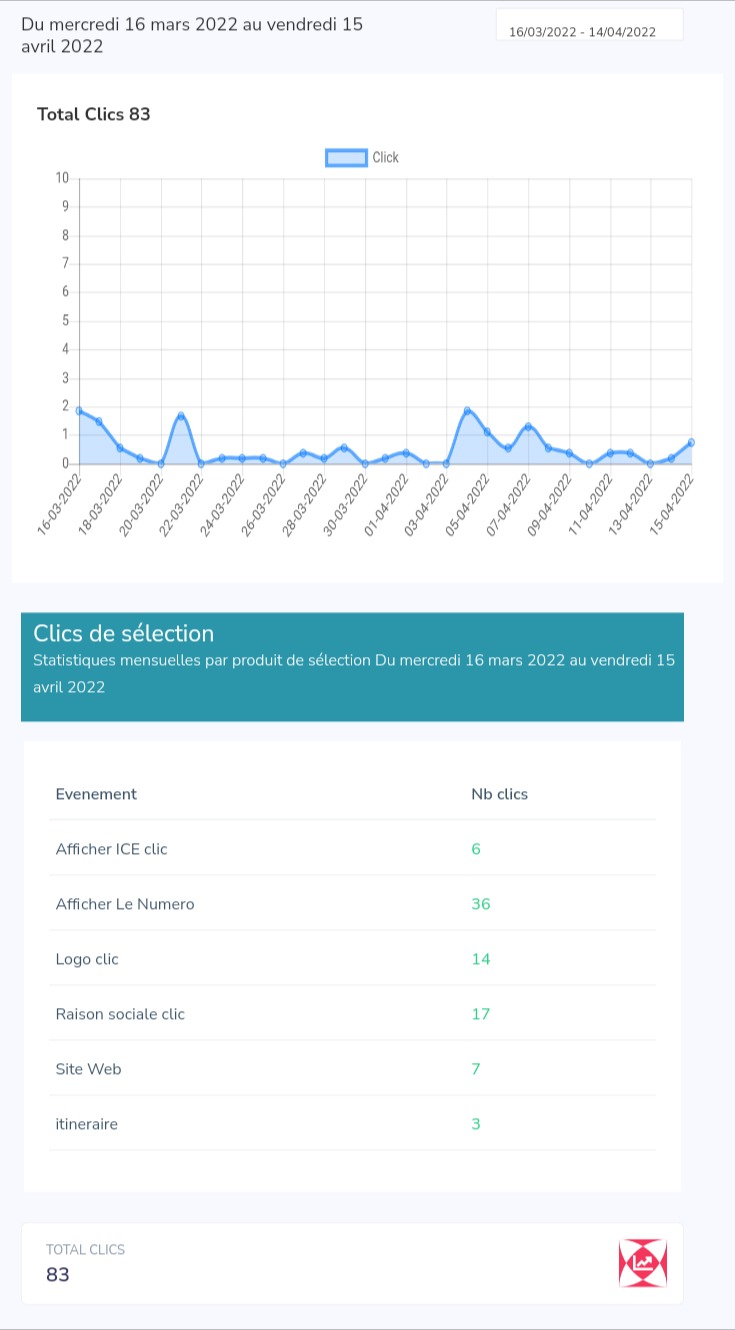 Du mercredi 16 mars 2022 au vendredi 15
avril 2022
16/03/2022 - 14/04/2022
Total Clics 83
Click
10
9
8
7
6
5
4
3
2
1
0
16-03-2022
18-03-2022
20-03-2022
22-03-2022
24-03-2022
26-03-2022
28-03-2022
30-03-2022
01-04-2022
03-04-2022
05-04-2022
07-04-2022
09-04-2022
11-04-2022
13-04-2022
15-04-2022
Clics de sélection
Statistiques mensuelles par produit de sélection Du mercredi 16 mars 2022 au vendredi 15
avril 2022
Evenement Nb clics
Afficher ICE clic 6
Afficher Le Numero 36
Logo clic 14
Raison sociale clic 17
Site Web 7
itineraire 3
TOTAL CLICS
83